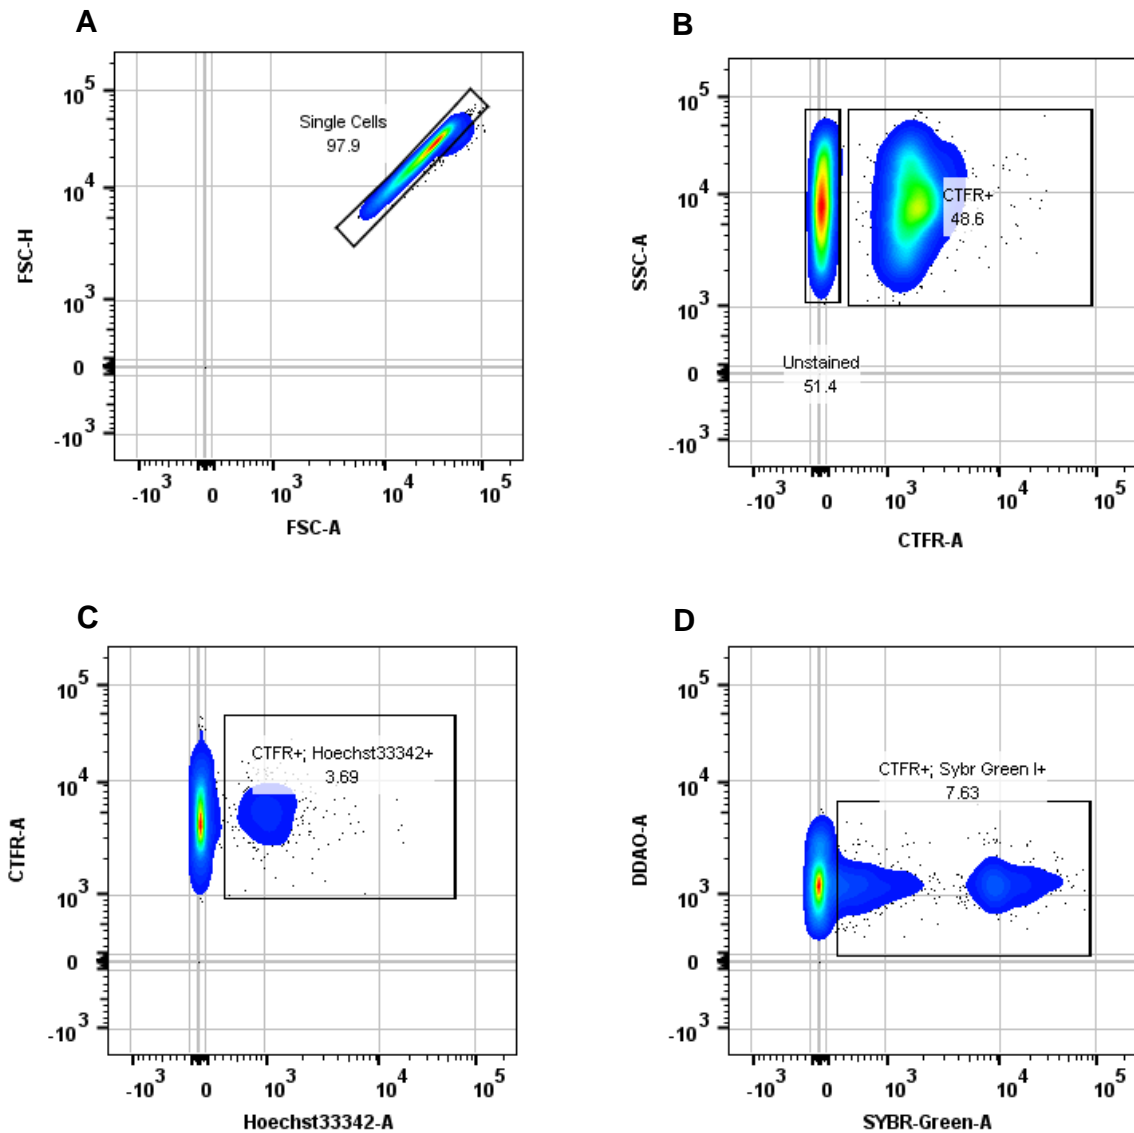 A
B
10^5
10^4
10^3
0
-10^3
Single Cells
97.9
FSC-H
-10^3
0
10^3
10^4
10^5
FSC-A
10^5
10^4
10^3
0
-10^3
CTFR+
48.6
Unstained
51.4
SSC-A
-10^3
0
10^3
10^4
10^5
CTFR-A
C
D
10^5
10^4
10^3
0
-10^3
CTFR+; Hoechst33342+
3.69
CTFR-A
-10^3
0
10^3
10^4
10^5
Hoechst33342-A
10^5
10^4
10^3
0
-10^3
CTFR+; Sybr Green I+
7.63
DDAO-A
-10^3
0
10^3
10^4
10^5
SYBR-Green-A